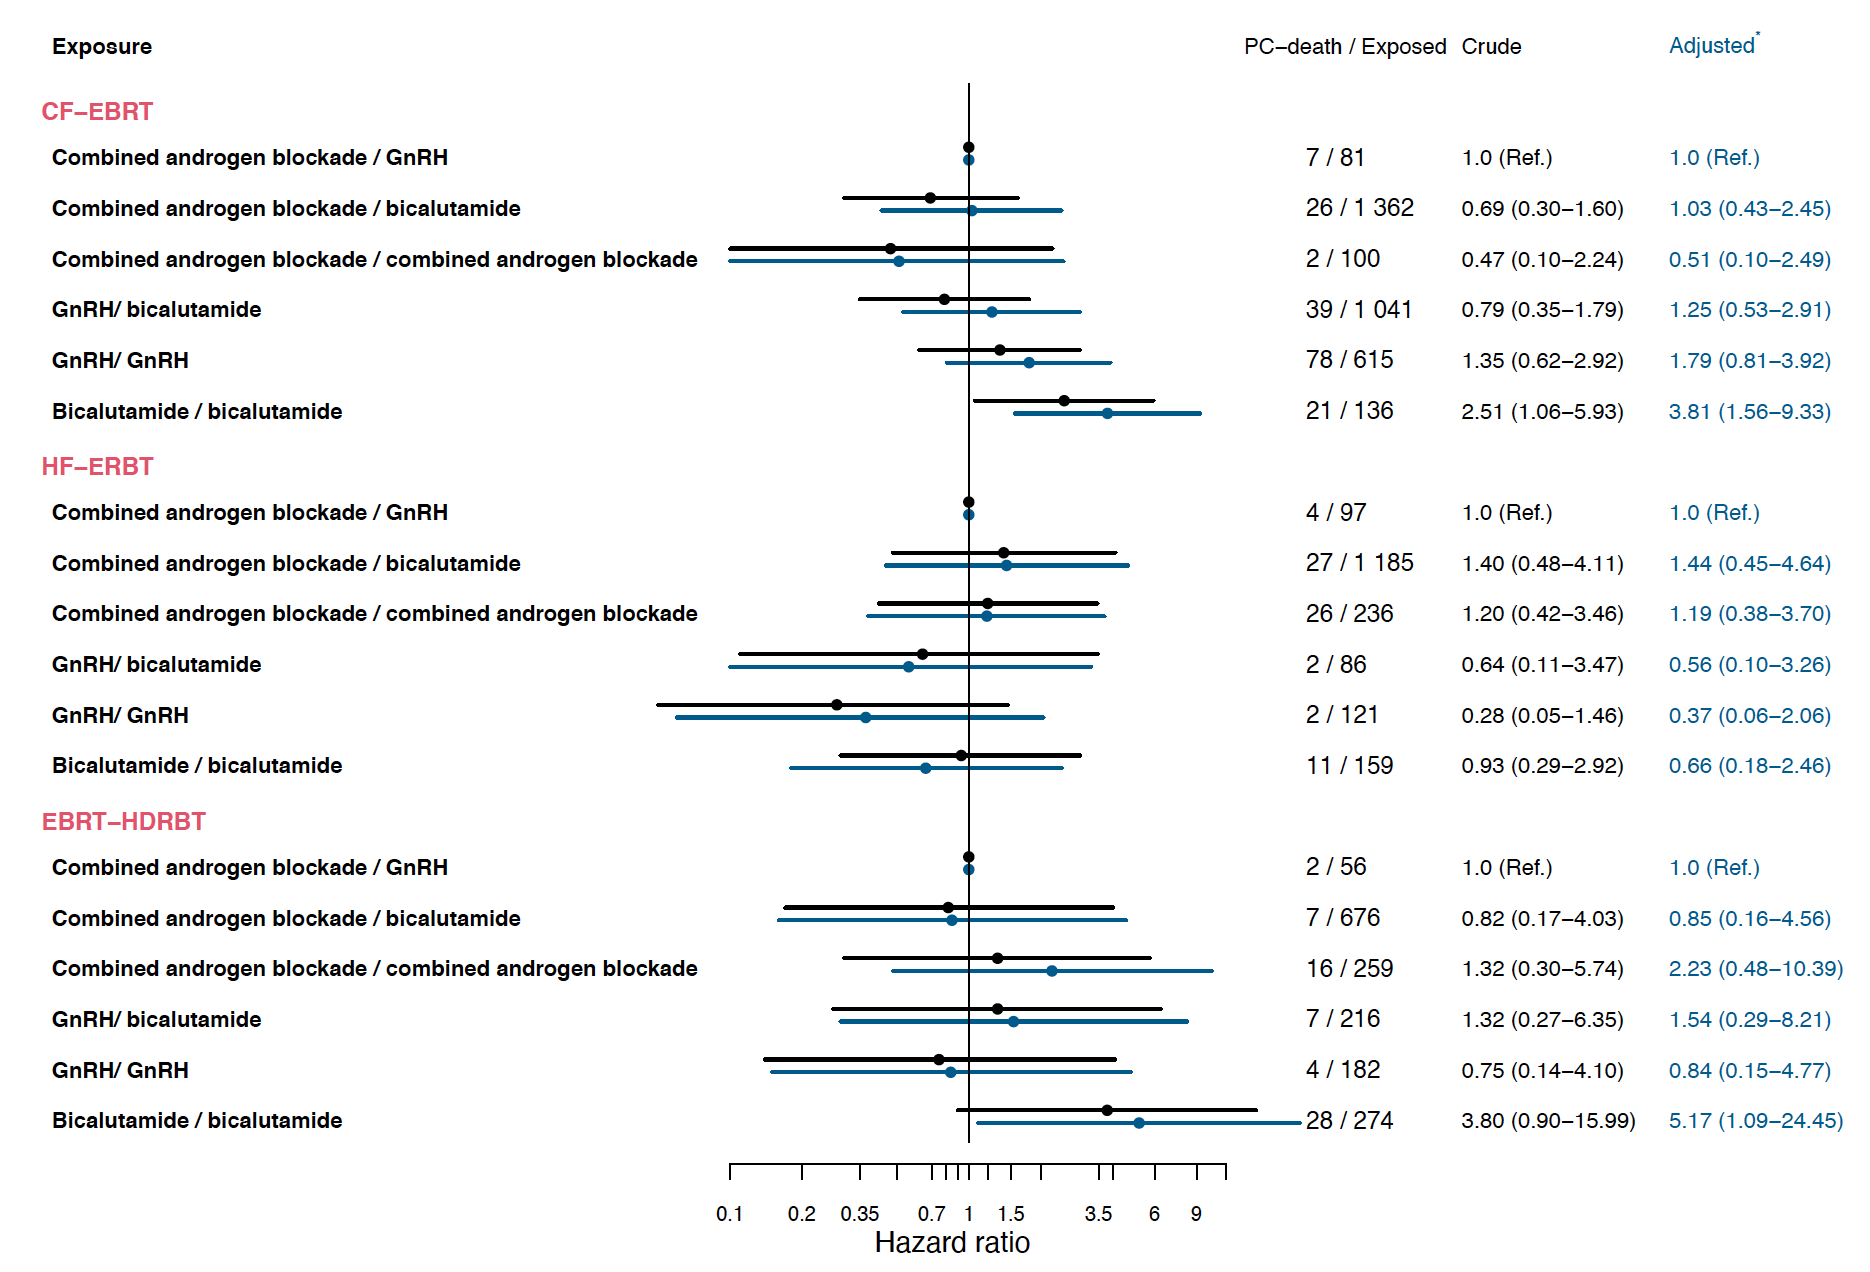 Exposure PC–death / Exposed Crude Adjusted*
CF–EBRT
Combined androgen blockade / GnRH 7 / 81 1.0 (Ref.) 1.0 (Ref.)
Combined androgen blockade / bicalutamide 26 / 1 362 0.69 (0.30–1.60) 1.03 (0.43–2.45)
Combined androgen blockade / combined androgen blockade 2 / 100 0.47 (0.10–2.24) 0.51 (0.10–2.49)
GnRH/ bicalutamide 39 / 1 041 0.79 (0.35–1.79) 1.25 (0.53–2.91)
GnRH/ GnRH 78 / 615 1.35 (0.62–2.92) 1.79 (0.81–3.92)
Bicalutamide / bicalutamide 21 / 136 2.51 (1.06–5.93) 3.81 (1.56–9.33)
HF–ERBT
Combined androgen blockade / GnRH 4 / 97 1.0 (Ref.) 1.0 (Ref.)
Combined androgen blockade / bicalutamide 27 / 1 185 1.40 (0.48–4.11) 1.44 (0.45–4.64)
Combined androgen blockade / combined androgen blockade 26 / 236 1.20 (0.42–3.46) 1.19 (0.38–3.70)
GnRH/ bicalutamide 2 / 86 0.64 (0.11–3.47) 0.56 (0.10–3.26)
GnRH/ GnRH 2 / 121 0.28 (0.05–1.46) 0.37 (0.06–2.06)
Bicalutamide / bicalutamide 11 / 159 0.93 (0.29–2.92) 0.66 (0.18–2.46)
EBRT–HDRBT
Combined androgen blockade / GnRH 2 / 56 1.0 (Ref.) 1.0 (Ref.)
Combined androgen blockade / bicalutamide 7 / 676 0.82 (0.17–4.03) 0.85 (0.16–4.56)
Combined androgen blockade / combined androgen blockade 16 / 259 1.32 (0.30–5.74) 2.23 (0.48–10.39)
GnRH/ bicalutamide 7 / 216 1.32 (0.27–6.35) 1.54 (0.29–8.21)
GnRH/ GnRH 4 / 182 0.75 (0.14–4.10) 0.84 (0.15–4.77)
Bicalutamide / bicalutamide 28 / 274 3.80 (0.90–15.99) 5.17 (1.09–24.45)
0.1 0.2 0.35 0.7 1 1.5 3.5 6 9
Hazard ratio